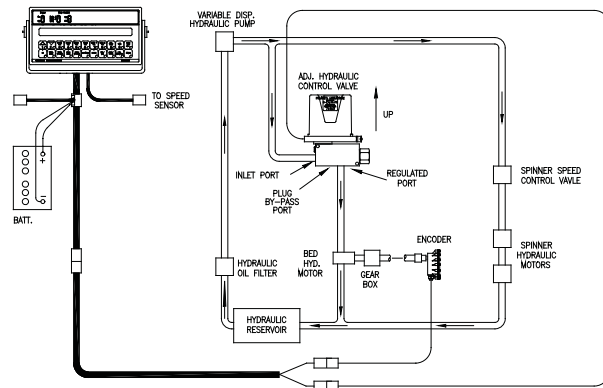 VARIABLE DISP.
HYDRAULIC PUMP
ADJ. HYDRAULIC
CONTROL VALVE
UP
TO SPEED
SENSOR
INLET PORT
REGULATED
PORT
PLUG
BY-PASS
PORT
SPINNER SPEED
CONTROL VAVLE
BATT.
+
-
ENCODER
HYDRAULIC
OIL FILTER
BED
HYD.
MOTOR
GEAR
BOX
SPINNER
HYDRAULIC
MOTORS
HYDRAULIC
RESERVOIR